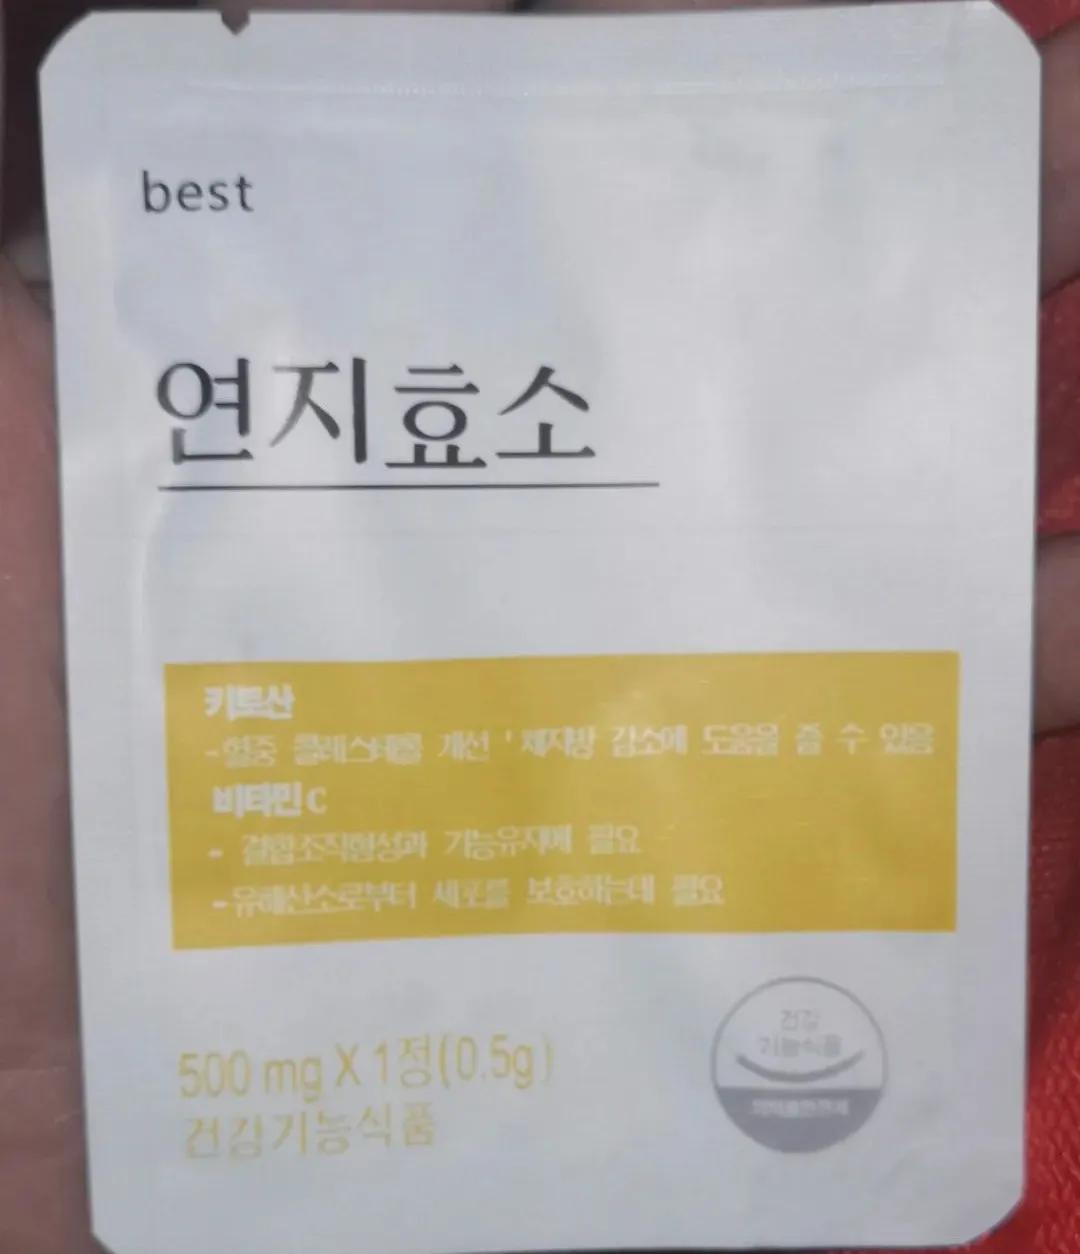 best
연지효소
키토산
-혈중 콜레스테롤 개선 ' 체지방 감소에 도움을 줄 수 있음
비타민 C
- 결합조직형성과 기능유지에 필요
-유해산소로부터 세포를 보호하는데 필요
500 mg X 1정(0.5g)
건강기능식품
건강
기능식품